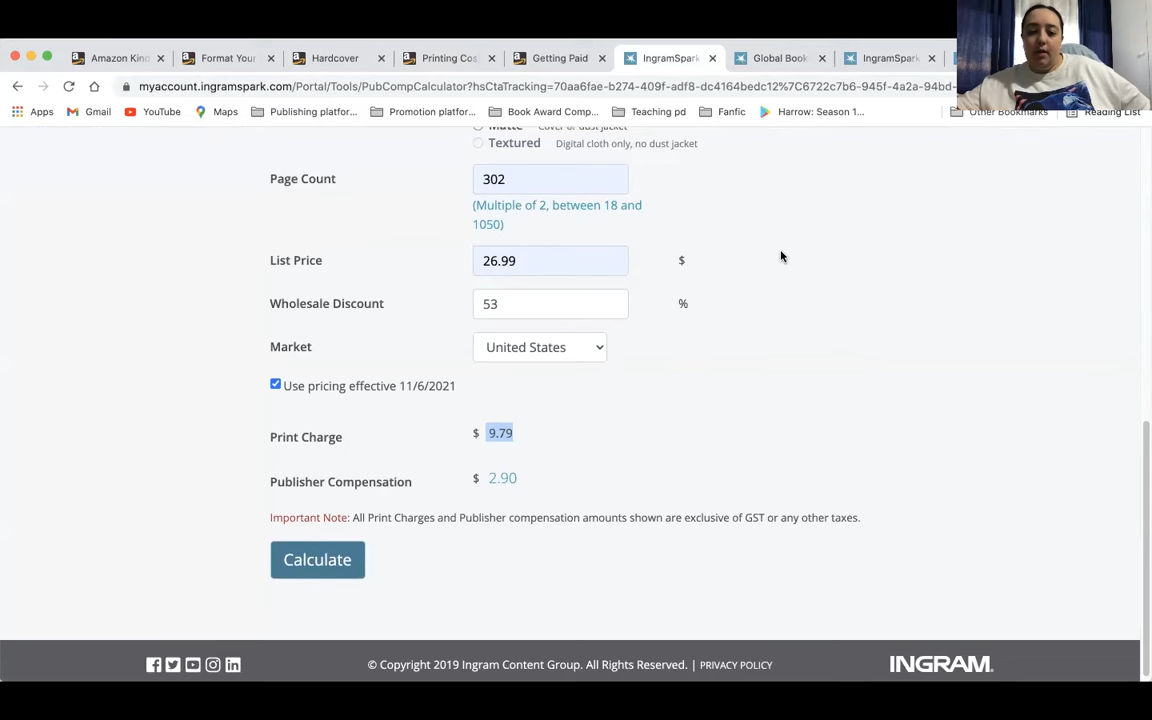 Amazon Kin
Format Your
Hardcover
Printing Cos
Getting Paid
IngramSpark
Global Book
IngramSpark
myaccount.ingramspark.com/Portal/Tools/PubCompCalculator?hsCtaTracking=70aa6fae-b274-409f-adf8-dc4164bedc12%7C6722c7b6-945f-4a2a-94bd-
Apps Gmail YouTube Maps Publishing platfor... Promotion platfor... Book Award Comp... Teaching pd Fanfic Harrow: Season 1... Other Bookmarks Reading List
Matte Cover or dust jacket
Textured Digital cloth only, no dust jacket
Page Count 302
(Multiple of 2, between 18 and
1050)
List Price 26.99 $
Wholesale Discount 53 %
Market United States
Use pricing effective 11/6/2021
Print Charge $ 9.79
Publisher Compensation $ 2.90
Important Note: All Print Charges and Publisher compensation amounts shown are exclusive of GST or any other taxes.
Calculate
© Copyright 2019 Ingram Content Group. All Rights Reserved. | PRIVACY POLICY
INGRAM